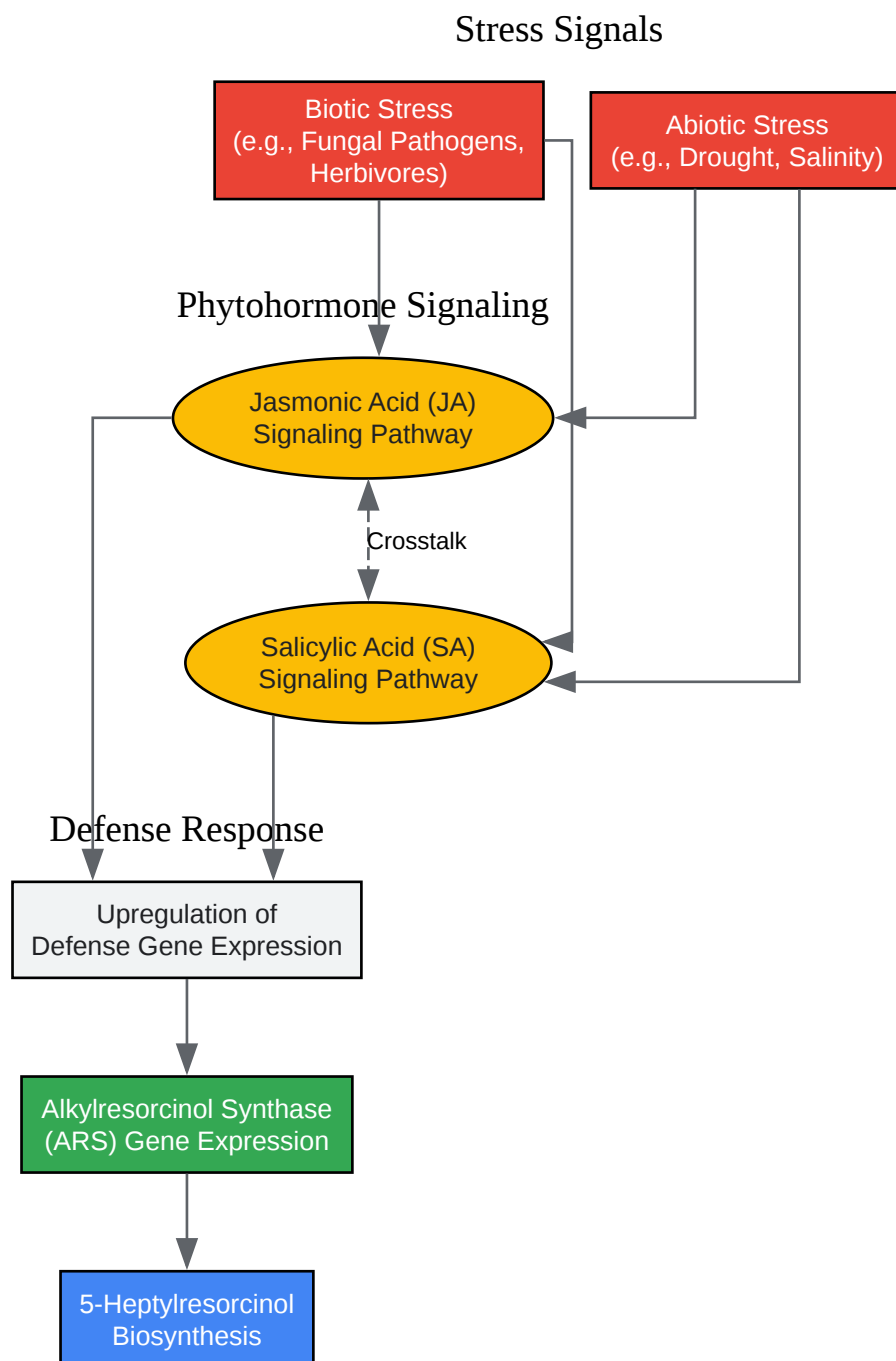 Stress Signals
Biotic Stress
(e.g., Fungal Pathogens,
Herbivores)
Abiotic Stress
(e.g., Drought, Salinity)
Phytohormone Signaling
Jasmonic Acid (JA)
Signaling Pathway
Crosstalk
Salicylic Acid (SA)
Signaling Pathway
Defense Response
Upregulation of
Defense Gene Expression
Alkylresorcinol Synthase
(ARS) Gene Expression
5-Heptylresorcinol
Biosynthesis